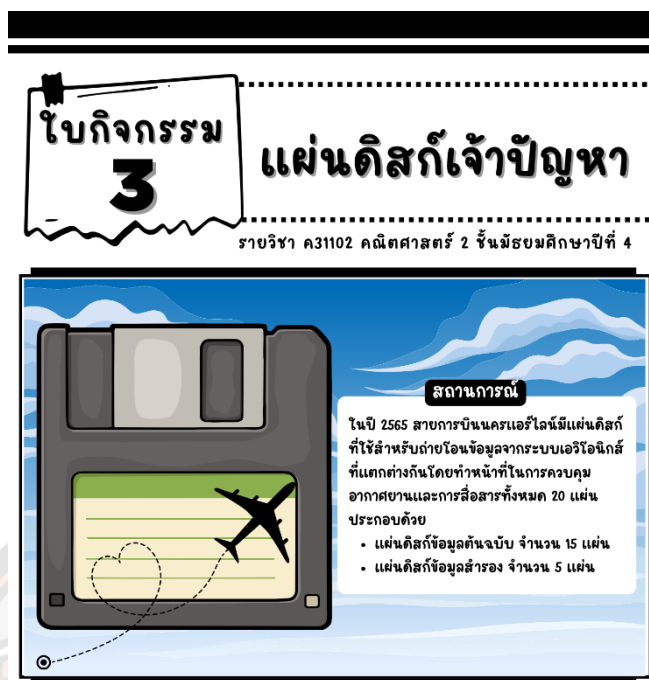 ใบกิจกรรม
3
แผ่นดิสก์เจ้าปัญหา
รายวิชา ค31102 คณิตศาสตร์ 2 ชั้นมัธยมศึกษาปีที่ 4
สถานการณ์
ในปี 2565 สายการบินนครแอร์ไลน์มีแผ่นดิสก์
ที่ใช้สำหรับถ่ายโอนข้อมูลจากระบบเอวิโอนิกส์
ที่แตกต่างกันโดยทำหน้าที่ในการควบคุม
อากาศยานและการสื่อสารทั้งหมด 20 แผ่น
ประกอบด้วย
• แผ่นดิสก์ข้อมูลต้นฉบับ จำนวน 15 แผ่น
• แผ่นดิสก์ข้อมูลสำรอง จำนวน 5 แผ่น